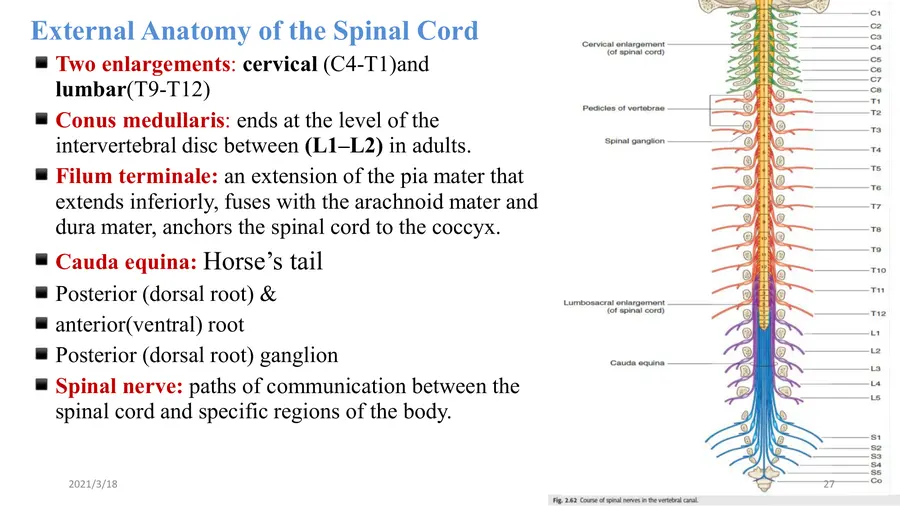 External Anatomy of the Spinal Cord
Two enlargements: cervical (C4-T1)and
lumbar(T9-T12)
Conus medullaris: ends at the level of the
intervertebral disc between (L1–L2) in adults.
Filum terminale: an extension of the pia mater that
extends inferiorly, fuses with the arachnoid mater and
dura mater, anchors the spinal cord to the coccyx.
Cauda equina: Horse’s tail
Posterior (dorsal root) &
anterior(ventral) root
Posterior (dorsal root) ganglion
Spinal nerve: paths of communication between the
spinal cord and specific regions of the body.
2021/3/18
Cervical enlargement
(of spinal cord)
Pedicles of vertebrae
Spinal ganglion
Lumbosacral enlargement
(of spinal cord)
Cauda equina
C1
C2
C3
C4
C5
C6
C7
C8
T1
T2
T3
T4
T5
T6
T7
T8
T9
T10
T11
T12
L1
L2
L3
L4
L5
S1
S2
S3
S4
S5
Co
27
Fig. 2.62 Course of spinal nerves in the vertebral canal.